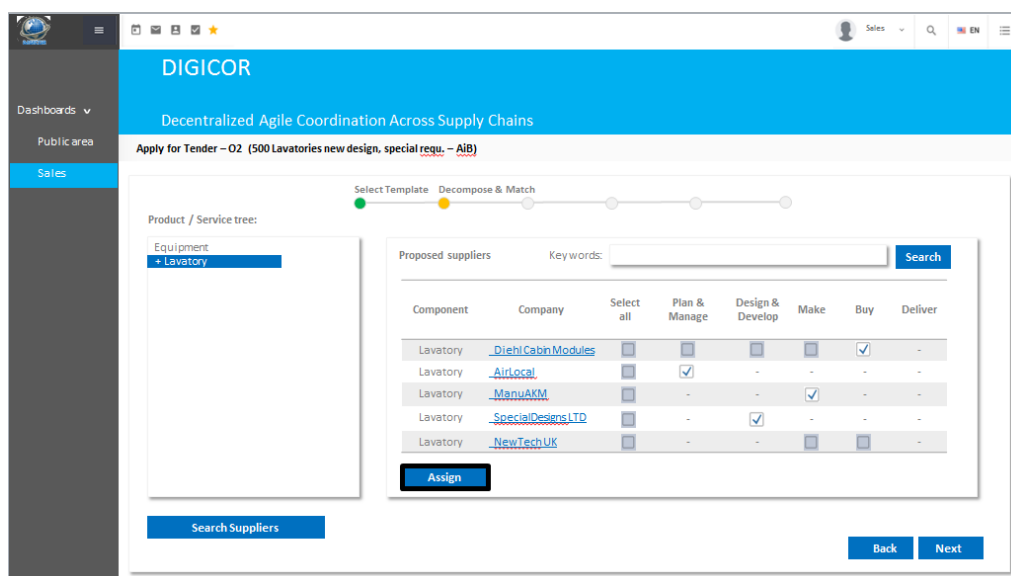 Sales
EN
DIGICOR
Decentralized Agile Coordination Across Supply Chains
Dashboards
Public area
Sales
Apply for Tender – O2 (500 Lavatories new design, special requ. – AiB)
Select Template Decompose & Match
Product / Service tree:
Equipment
+ Lavatory
Proposed suppliers Key words: Search
Component Company Select all Plan & Manage Design & Develop Make Buy Deliver
Lavatory Diehl Cabin Modules -
Lavatory AirLocal - - - -
Lavatory ManuAKM - - - -
Lavatory SpecialDesigns LTD - - - -
Lavatory NewTech UK - - -
Assign
Search Suppliers
Back Next